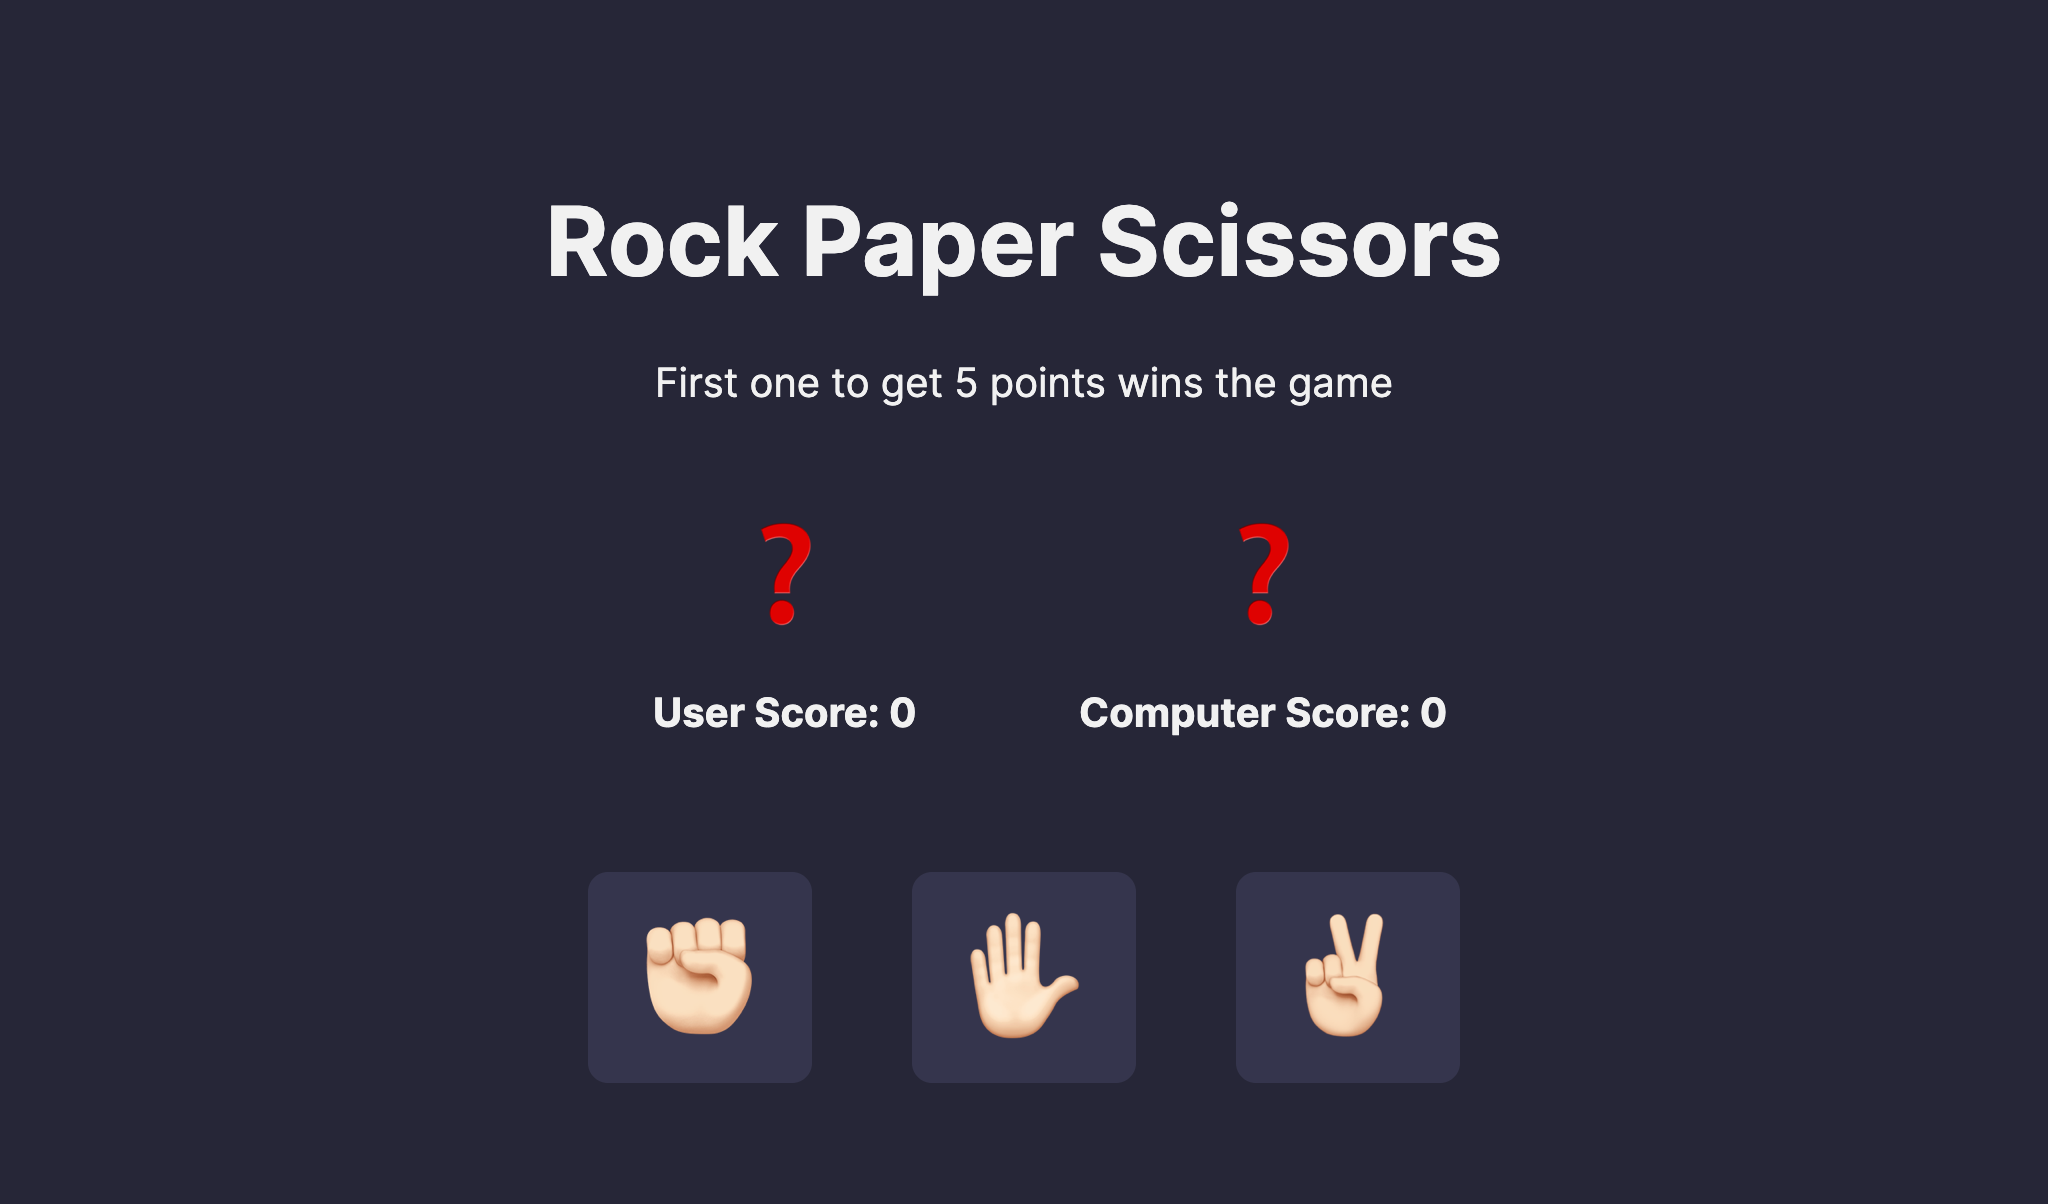 Rock Paper Scissors
First one to get 5 points wins the game
? ?
User Score: 0 Computer Score: 0